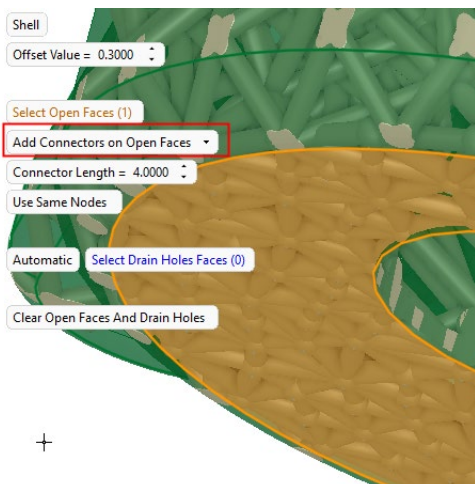 Shell
Offset Value = 0.3000
Select Open Faces (1)
Add Connectors on Open Faces
Connector Length = 4.0000
Use Same Nodes
Automatic Select Drain Holes Faces (0)
Clear Open Faces And Drain Holes